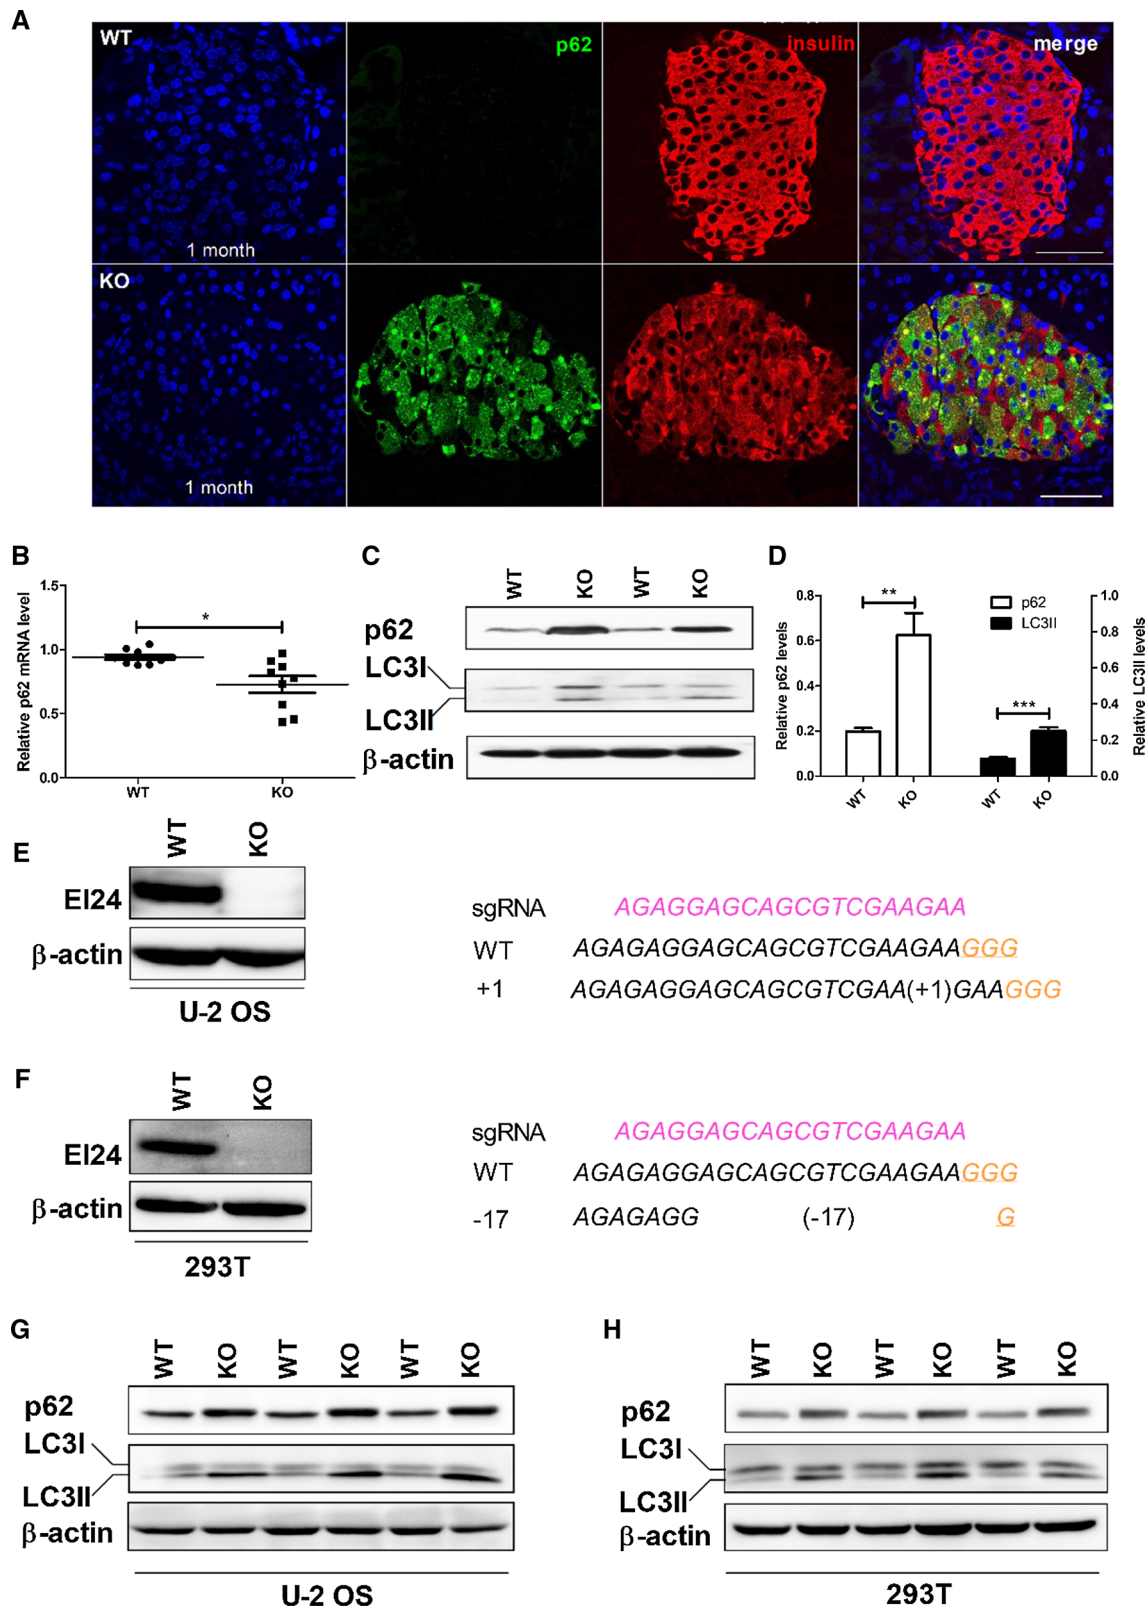 A
WT
p62
insulin
merge
1 month
KO
1 month
B
Relative p62 mRNA level
1.5
1.0
0.5
0.0
*
WT
KO
C
WT
KO
WT
KO
p62
LC3I
LC3II
β-actin
D
Relative p62 levels
0.8
0.6
0.4
0.2
0.0
**
***
p62
LC3II
1.0
0.8
0.6
0.4
0.2
0.0
Relative LC3II levels
WT
KO
WT
KO
E
WT
KO
EI24
β-actin
U-2 OS
sgRNA AGAGGAGCAGCGTCGAAGAA
WT AGAGAGGAGCAGCGTCGAAGAAGGG
+1 AGAGAGGAGCAGCGTCGAA(+1)GAAGGG
F
WT
KO
EI24
β-actin
293T
sgRNA AGAGGAGCAGCGTCGAAGAA
WT AGAGAGGAGCAGCGTCGAAGAAGGG
-17 AGAGAGG (-17) G
G
WT
KO
WT
KO
WT
KO
p62
LC3I
LC3II
β-actin
U-2 OS
H
WT
KO
WT
KO
WT
KO
p62
LC3I
LC3II
β-actin
293T